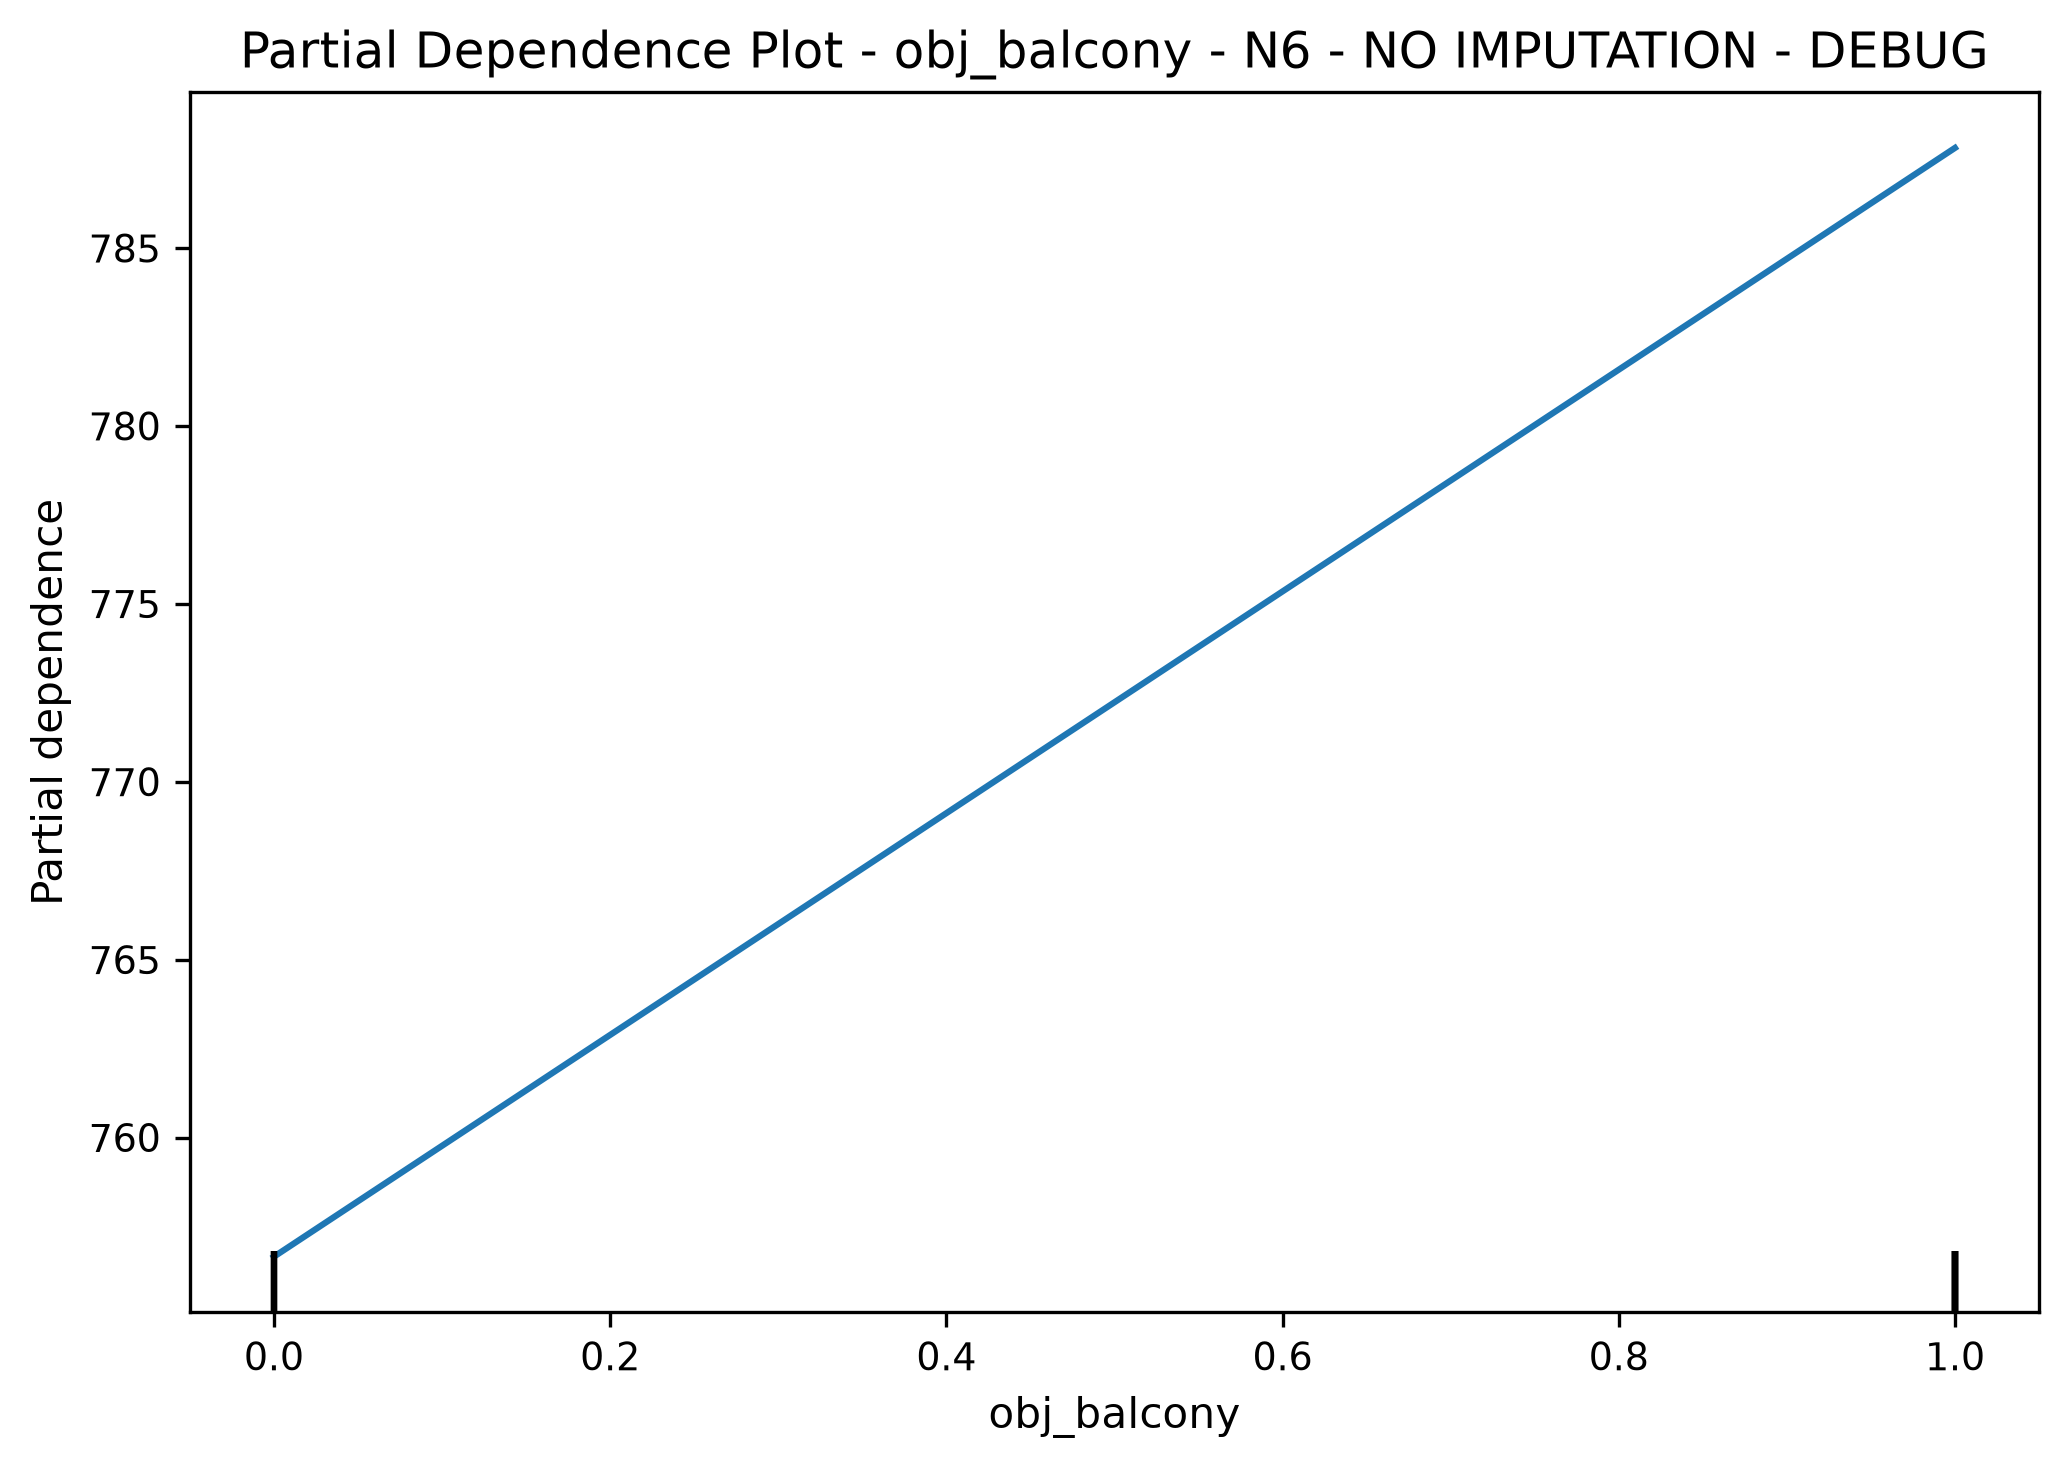 Partial Dependence Plot - obj_balcony - N6 - NO IMPUTATION - DEBUG
Partial dependence
785
780
775
770
765
760
0.0 0.2 0.4 0.6 0.8 1.0
obj_balcony